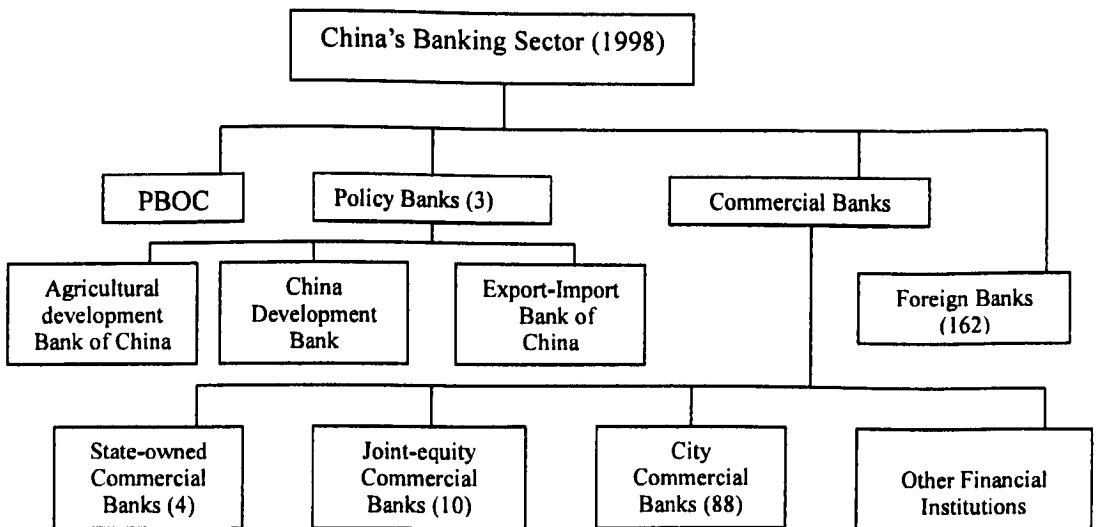 China's Banking Sector (1998)
PBOC
Policy Banks (3)
Commercial Banks
Agricultural
development
Bank of China
China
Development
Bank
Export-Import
Bank of
China
Foreign Banks
(162)
State-owned
Commercial
Banks (4)
Joint-equity
Commercial
Banks (10)
City
Commercial
Banks (88)
Other Financial
Institutions